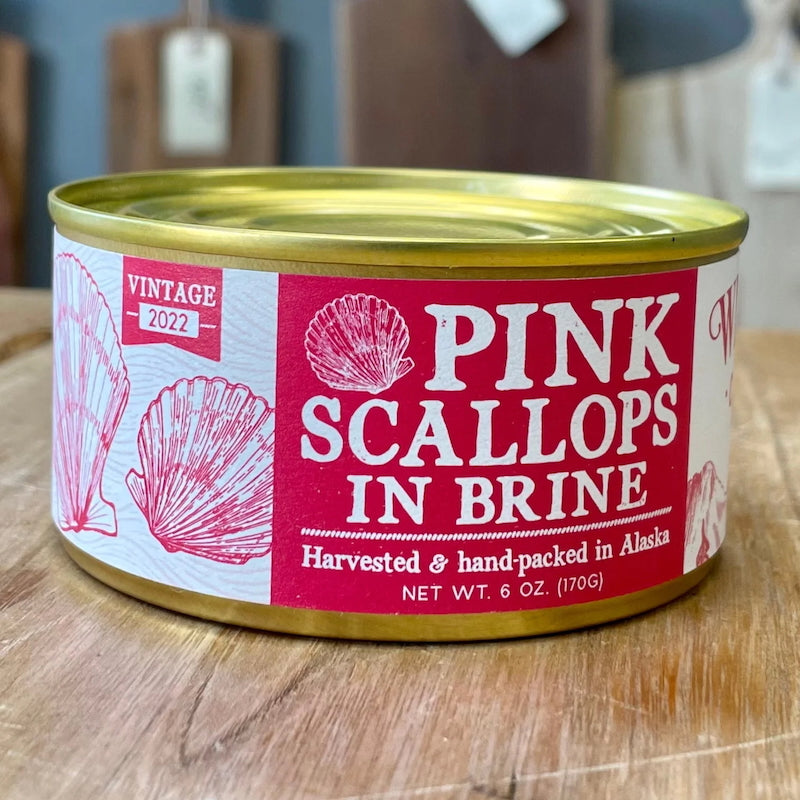 VINTAGE
2022
PINK
SCALLOPS
IN BRINE
Harvested & hand-packed in Alaska
NET WT. 6 OZ. (170G)